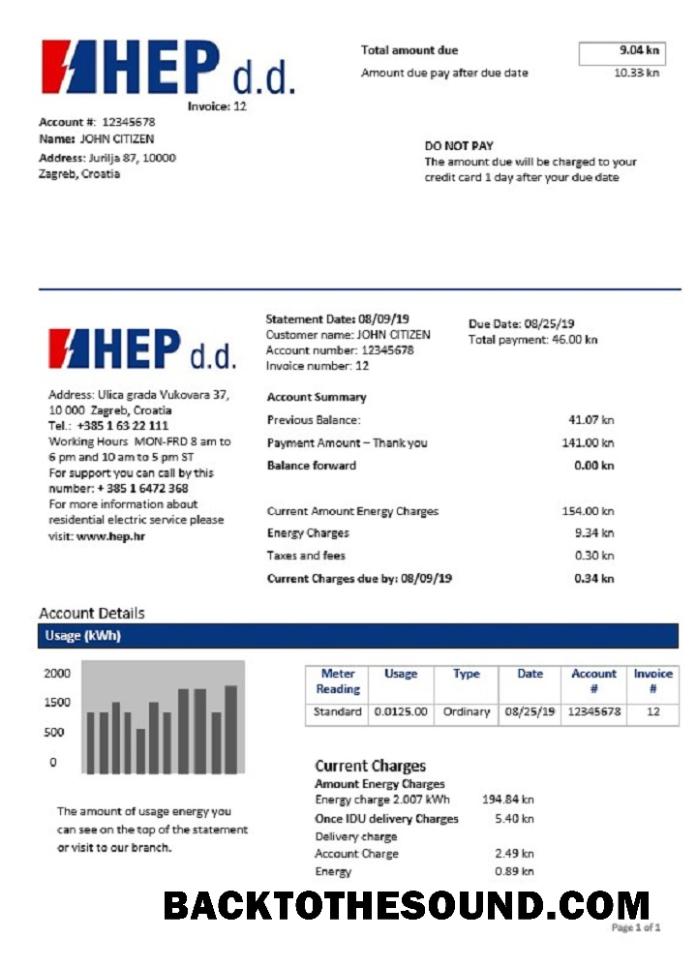 HEP d.d.
Invoice: 12
Account #: 12345678
Name: JOHN CITIZEN
Address: Jurilja 87, 10000
Zagreb, Croatia
Total amount due 9.04 kn
Amount due pay after due date 10.33 kn
DO NOT PAY
The amount due will be charged to your
credit card 1 day after your due date
HEP d.d.
Address: Ulica grada Vukovara 37,
10 000 Zagreb, Croatia
Tel.: +385 1 63 22 111
Working Hours MON-FRD 8 am to
6 pm and 10 am to 5 pm ST
For support you can call by this
number: + 385 1 6472 368
For more information about
residential electric service please
visit: www.hep.hr
Statement Date: 08/09/19
Customer name: JOHN CITIZEN
Account number: 12345678
Invoice number: 12
Due Date: 08/25/19
Total payment: 46.00 kn
Account Summary
Previous Balance: 41.07 kn
Payment Amount – Thank you 141.00 kn
Balance forward 0.00 kn
Current Amount Energy Charges 154.00 kn
Energy Charges 9.34 kn
Taxes and fees 0.30 kn
Current Charges due by: 08/09/19 0.34 kn
Account Details
Usage (kWh)
2000
1500
500
0
The amount of usage energy you
can see on the top of the statement
or visit to our branch.
Meter Reading Usage Type Date Account # Invoice #
Standard 0.0125.00 Ordinary 08/25/19 12345678 12
Current Charges
Amount Energy Charges
Energy charge 2.007 kWh 194.84 kn
Once IDU delivery Charges 5.40 kn
Delivery charge
Account Charge 2.49 kn
Energy 0.89 kn
BACKTOTHESOUND.COM
Page 1 of 1